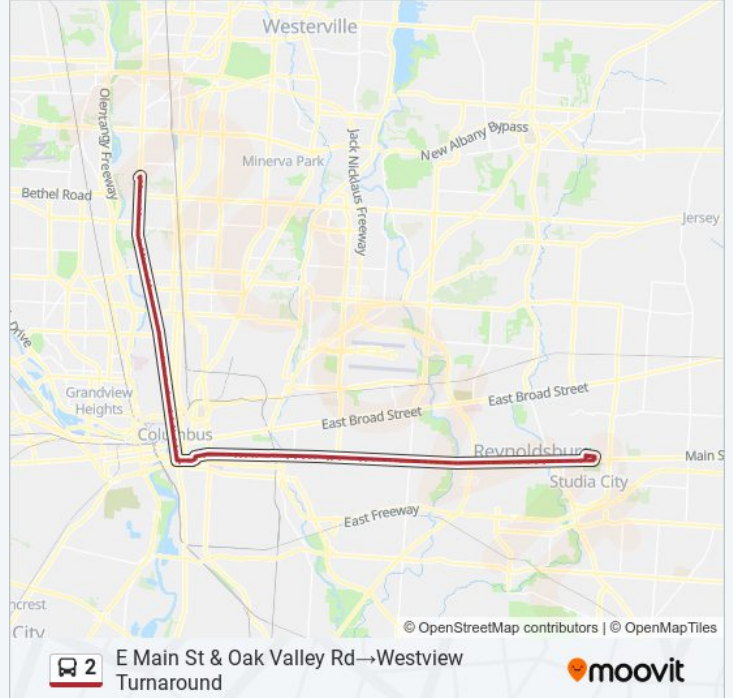 Westerville
Olentangy Freeway
Jack Nicklaus Freeway
New Albany Bypass
Minerva Park
Bethel Road
Jersey
Drive
Grandview
Heights
East Broad Street
East Broad Street
Columbus
Reynoldsburg
Main S
Studia City
East Freeway
ncrest
City
© OpenStreetMap contributors | © OpenMapTiles
2
E Main St & Oak Valley Rd→Westview
Turnaround
moovit